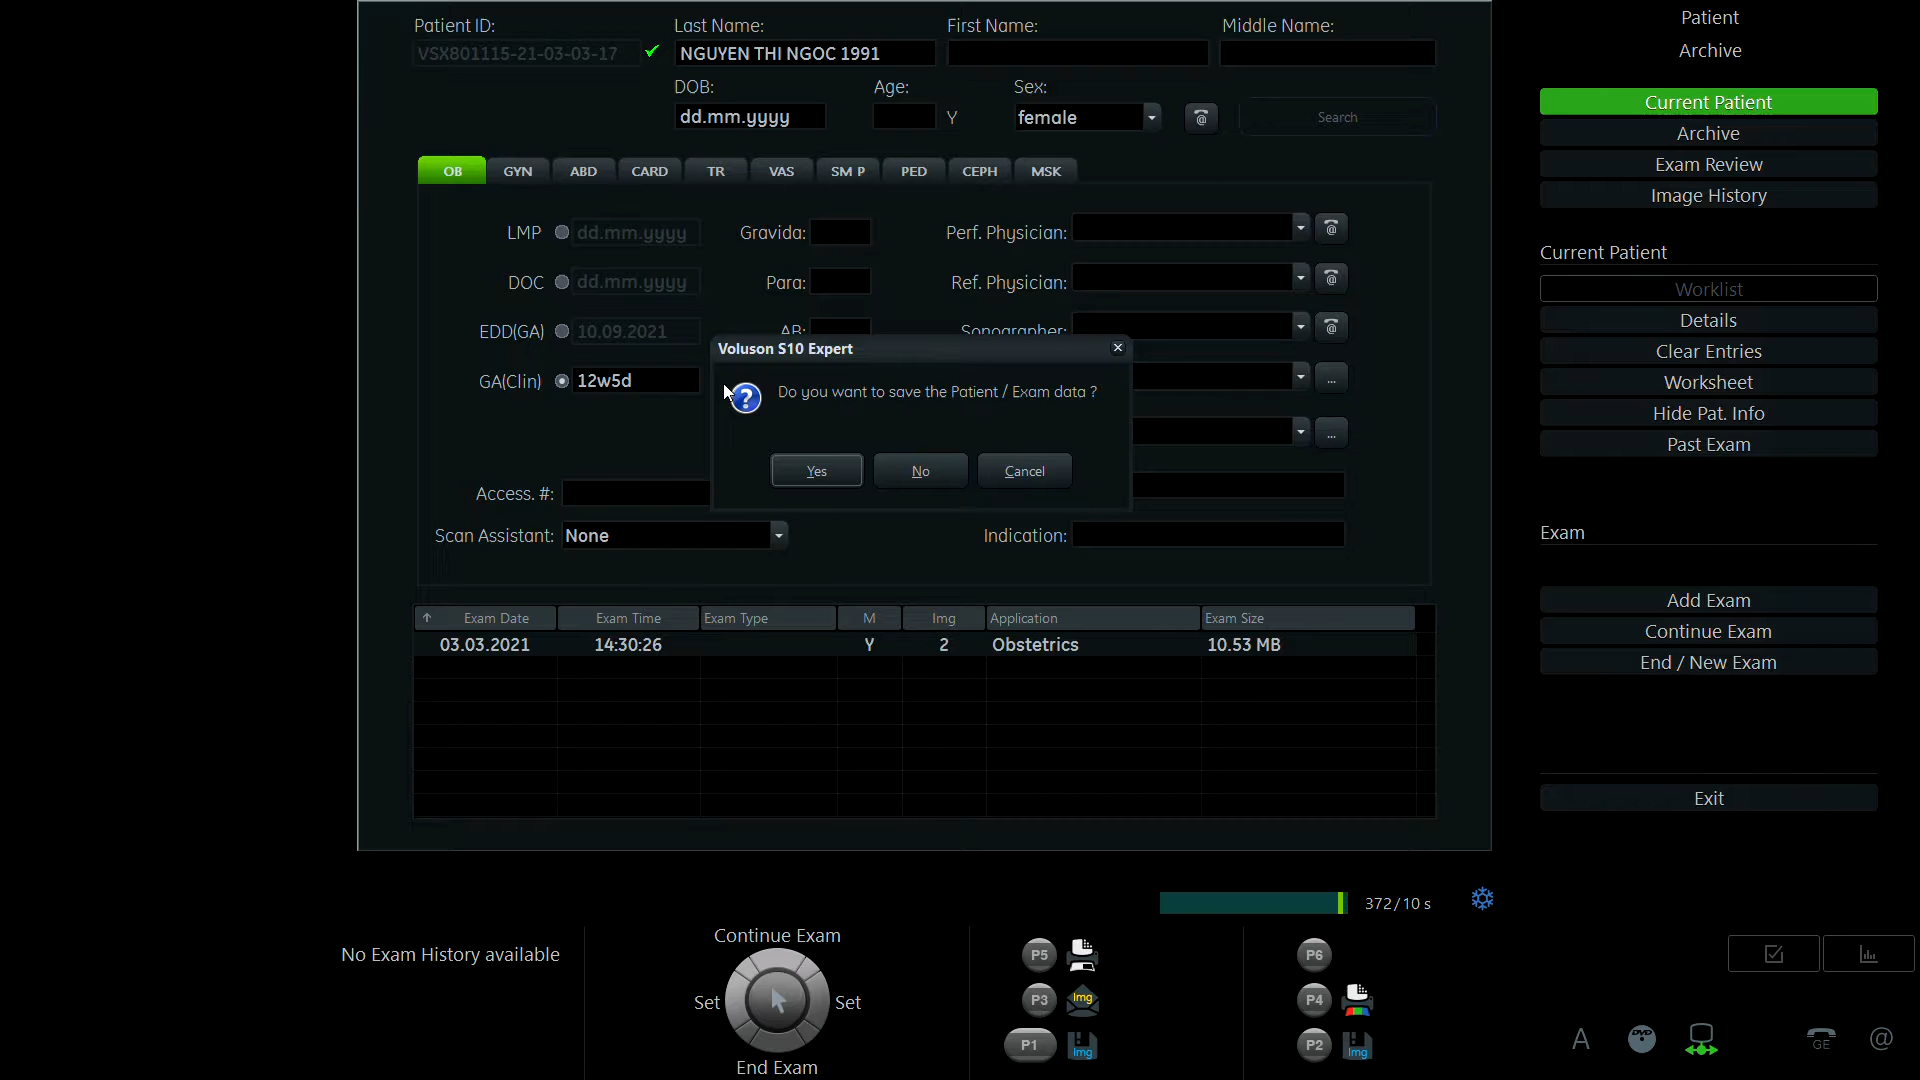 Patient ID: Last Name: First Name: Middle Name:
VSX801115-21-03-03-17 NGUYEN THI NGOC 1991
DOB: Age: Sex:
dd.mm.yyyy Y female @ Search
OB GYN ABD CARD TR VAS SM P PED CEPH MSK
LMP dd.mm.yyyy Gravida: Perf. Physician: @
DOC dd.mm.yyyy Para: Ref. Physician: @
EDD(GA) 10.09.2021 AB: Sonographer: @
Voluson S10 Expert
GA(Clin) 12w5d ...
? Do you want to save the Patient / Exam data ?
...
Yes No Cancel
Access. #:
Scan Assistant: None Indication:
Exam Date Exam Time Exam Type M Img Application Exam Size
03.03.2021 14:30:26 Y 2 Obstetrics 10.53 MB
Patient
Archive
Current Patient
Archive
Exam Review
Image History
Current Patient
Worklist
Details
Clear Entries
Worksheet
Hide Pat. Info
Past Exam
Exam
Add Exam
Continue Exam
End / New Exam
Exit
372/10 s
No Exam History available
Continue Exam
Set Set
End Exam
P5 P6
P3 Img P4
P1 Img P2 Img
A DVD GE @